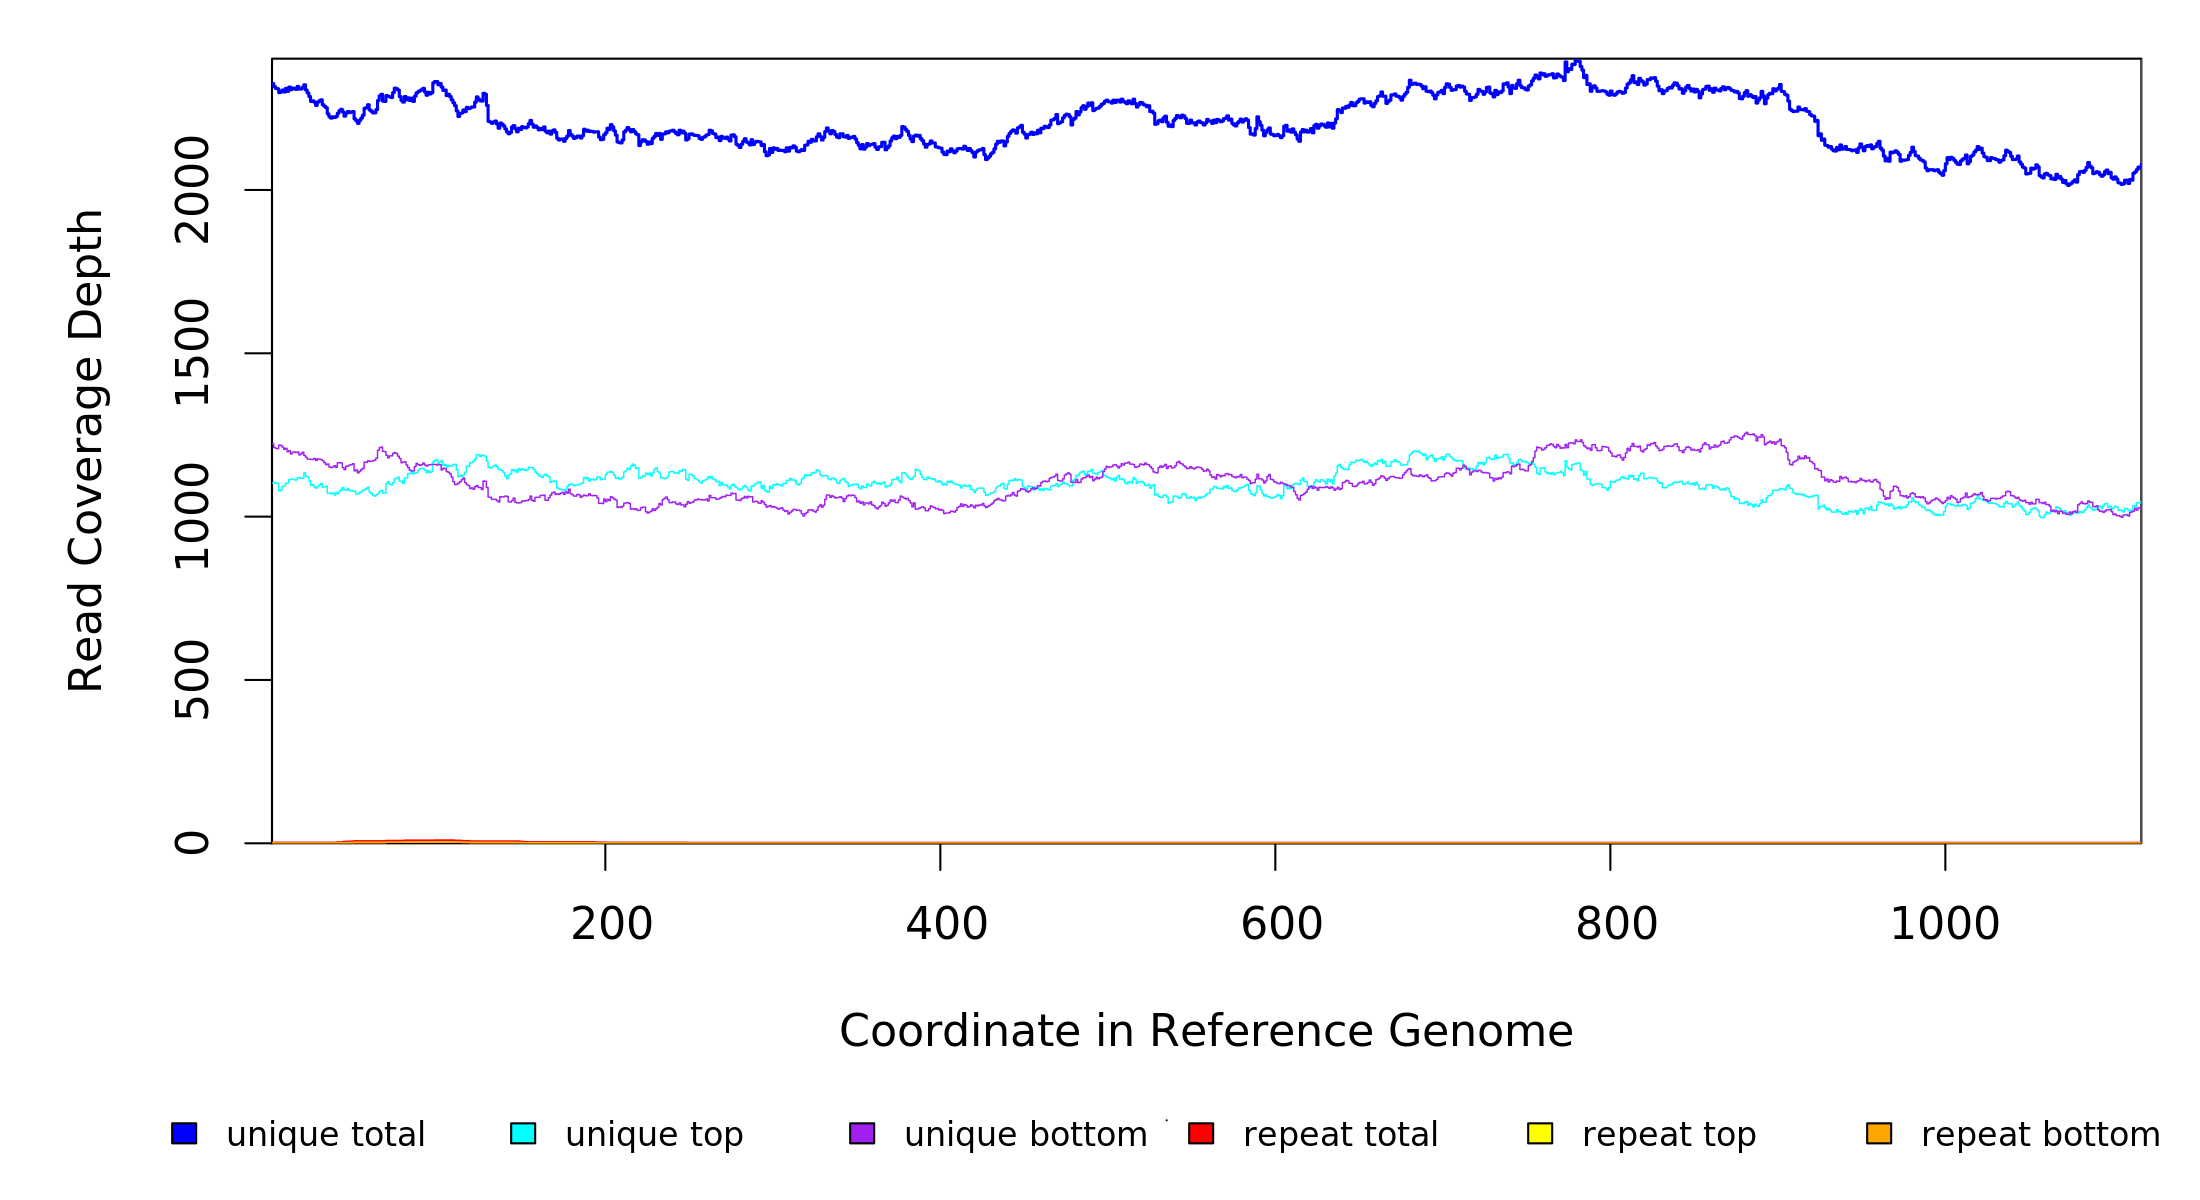 Read Coverage Depth
2000
1500
1000
500
0
200 400 600 800 1000
Coordinate in Reference Genome
unique total unique top unique bottom repeat total repeat top repeat bottom